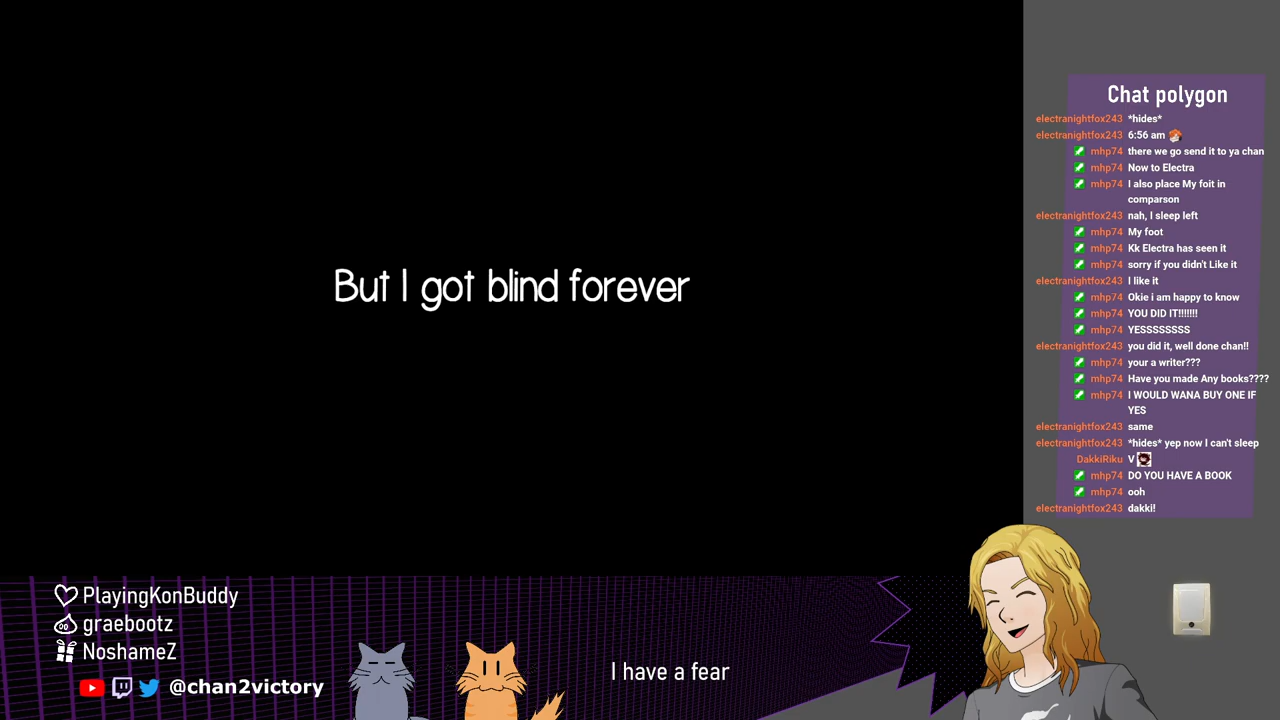 But I got blind forever
Chat polygon
electranightfox243 *hides*
electranightfox243 6:56 am
mhp74 there we go send it to ya chan
mhp74 Now to Electra
mhp74 I also place My foit in
comparson
electranightfox243 nah, I sleep left
mhp74 My foot
mhp74 Kk Electra has seen it
mhp74 sorry if you didn't Like it
electranightfox243 I like it
mhp74 Okie i am happy to know
mhp74 YOU DID IT!!!!!!!
mhp74 YESSSSSSSS
electranightfox243 you did it, well done chan!!
mhp74 your a writer???
mhp74 Have you made Any books????
mhp74 I WOULD WANA BUY ONE IF
YES
electranightfox243 same
electranightfox243 *hides* yep now I can't sleep
DakkiRiku V
mhp74 DO YOU HAVE A BOOK
mhp74 ooh
electranightfox243 dakki!
PlayingKonBuddy
graebootz
NoshameZ
@chan2victory
I have a fear